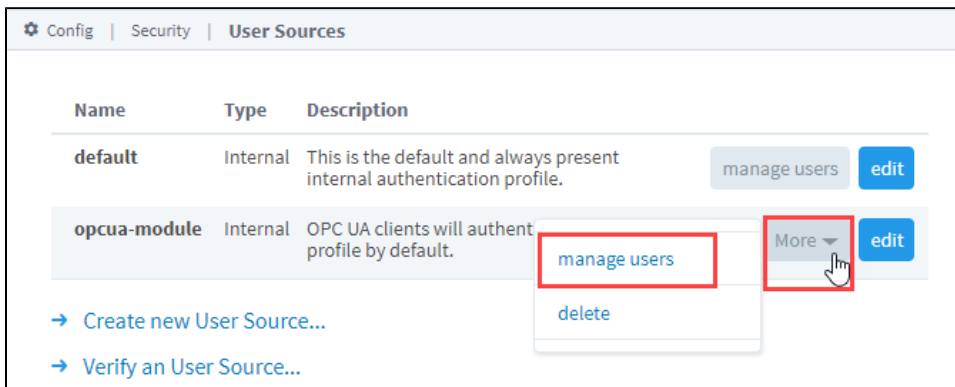 Config | Security | User Sources
Name Type Description
default Internal This is the default and always present
internal authentication profile.
manage users edit
opcua-module Internal OPC UA clients will authent
profile by default.
More edit
manage users
delete
→ Create new User Source...
→ Verify an User Source...